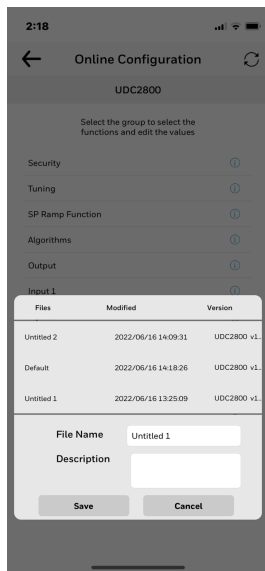 2:18
Online Configuration
UDC2800
Select the group to select the
functions and edit the values
Security
Tuning
SP Ramp Function
Algorithms
Output
Input 1
Files Modified Version
Untitled 2 2022/06/16 14:09:31 UDC2800 v1..
Default 2022/06/16 14:18:26 UDC2800 v1..
Untitled 1 2022/06/16 13:25:09 UDC2800 v1..
File Name Untitled 1
Description
Save Cancel